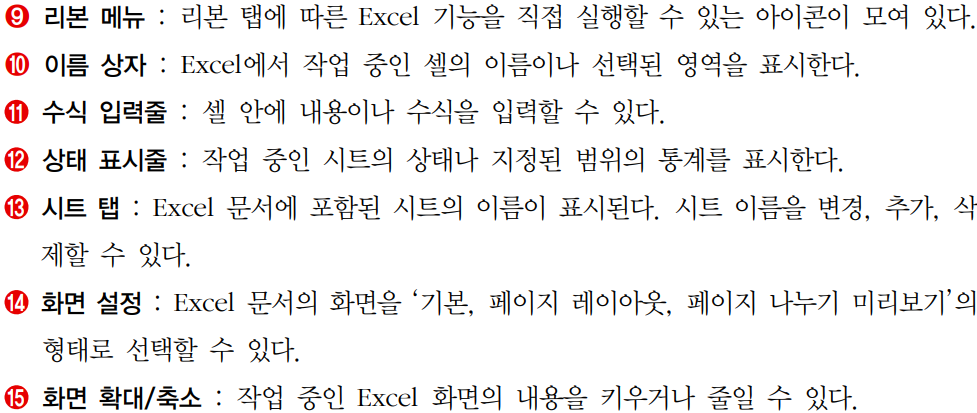 ❾ 리본 메뉴 : 리본 탭에 따른 Excel 기능을 직접 실행할 수 있는 아이콘이 모여 있다.
❿ 이름 상자 : Excel에서 작업 중인 셀의 이름이나 선택된 영역을 표시한다.
⓫ 수식 입력줄 : 셀 안에 내용이나 수식을 입력할 수 있다.
⓬ 상태 표시줄 : 작업 중인 시트의 상태나 지정된 범위의 통계를 표시한다.
⓭ 시트 탭 : Excel 문서에 포함된 시트의 이름이 표시된다. 시트 이름을 변경, 추가, 삭
제할 수 있다.
⓮ 화면 설정 : Excel 문서의 화면을 ‘기본, 페이지 레이아웃, 페이지 나누기 미리보기’의
형태로 선택할 수 있다.
⓯ 화면 확대/축소 : 작업 중인 Excel 화면의 내용을 키우거나 줄일 수 있다.